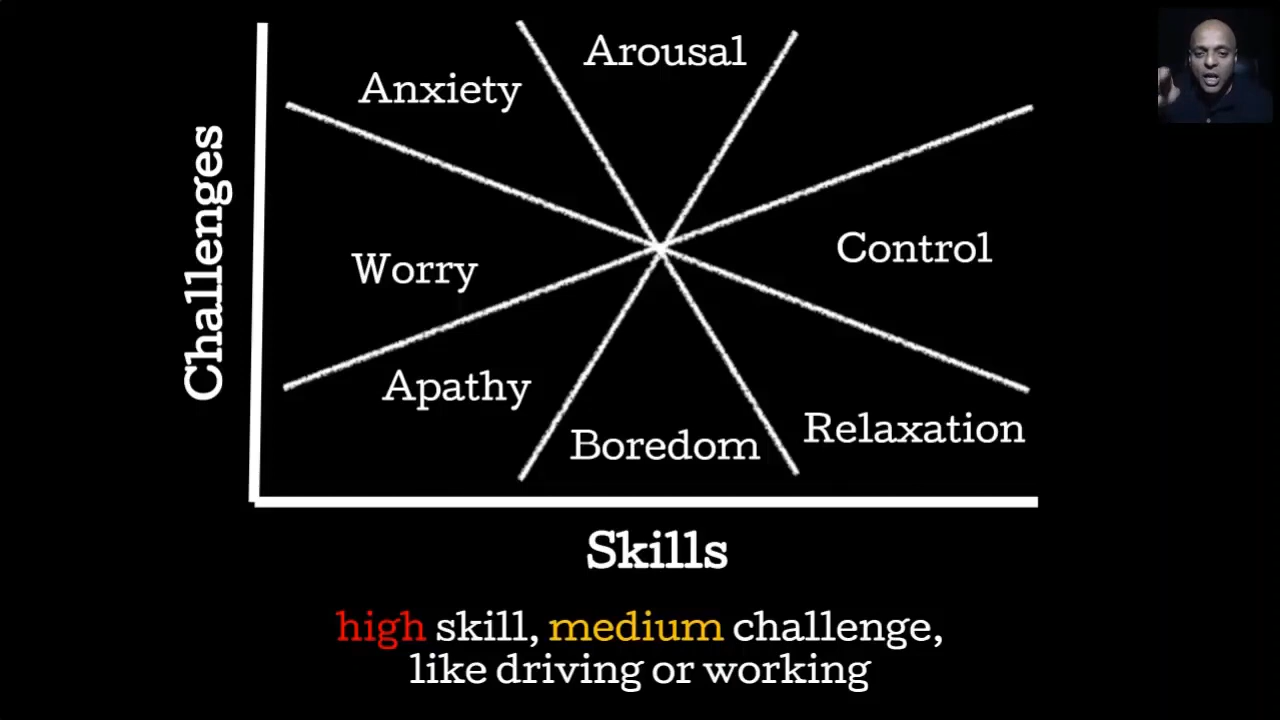 Arousal
Anxiety
Challenges
Control
Worry
Apathy
Boredom
Relaxation
Skills
high skill, medium challenge,
like driving or working